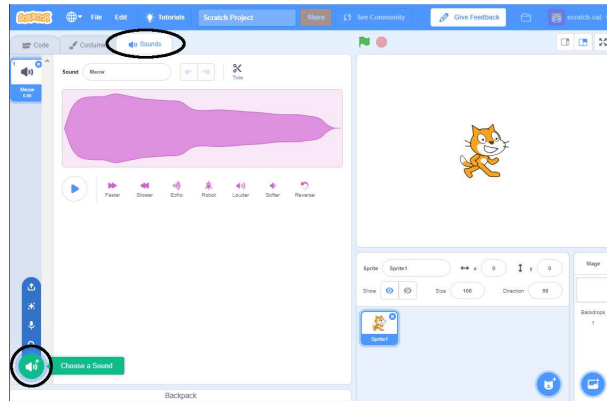 SCRATCH File Edit Tutorials Scratch Project Share See Community Give Feedback scratch-cat
Code Costumes Sounds
1
Sound Meow Trim
Meow
Faster Slower Echo Robot Louder Softer Reverse
Sprite Sprite1 x 0 y 0 Stage
Show Size 100 Direction 90
Backdrops
1
Sprite1
Choose a Sound
Backpack